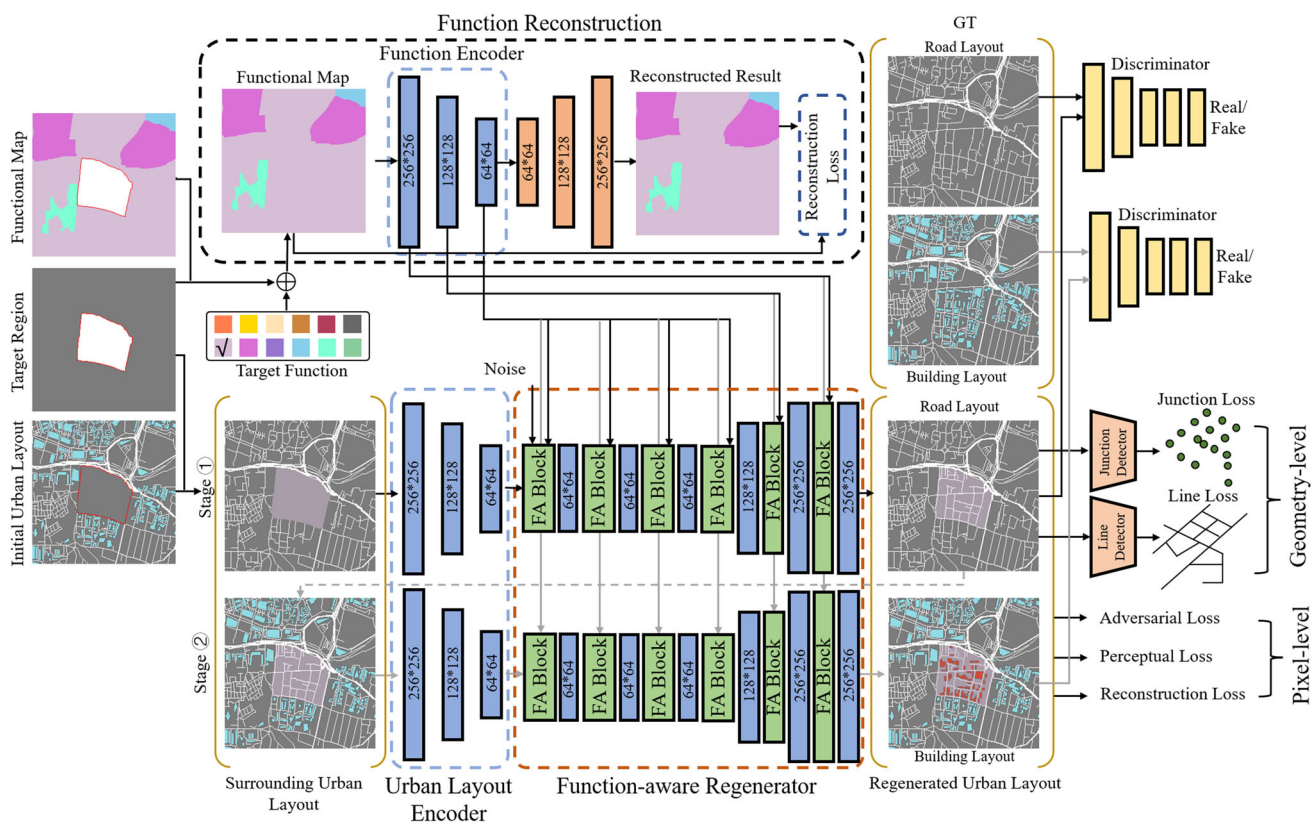 Function Reconstruction
GT
Function Encoder
Functional Map
Reconstructed Result
Road Layout
Discriminator
Real/
Fake
Functional Map
256*256
128*128
64*64
64*64
128*128
256*256
Reconstruction
Loss
Discriminator
Real/
Fake
Target Region
√
Target Function
Building Layout
Noise
Initial Urban Layout
Stage ①
256*256
128*128
64*64
FA Block
64*64
FA Block
64*64
FA Block
64*64
FA Block
128*128
FA Block
256*256
FA Block
256*256
Road Layout
Junction
Detector
Junction Loss
Line
Detector
Line Loss
Geometry-level
Stage ②
256*256
128*128
64*64
FA Block
64*64
FA Block
64*64
FA Block
64*64
FA Block
128*128
FA Block
256*256
FA Block
256*256
Building Layout
Adversarial Loss
Perceptual Loss
Reconstruction Loss
Pixel-level
Surrounding Urban
Layout
Urban Layout
Encoder
Function-aware Regenerator
Regenerated Urban Layout